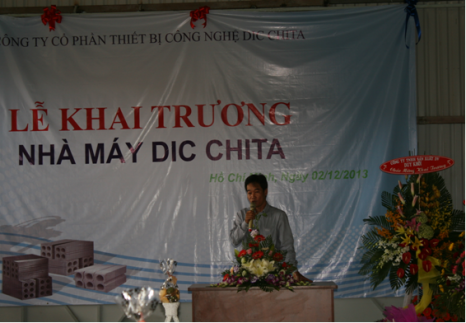 CÔNG TY CỔ PHẦN THIẾT BỊ CÔNG NGHỆ DIC CHITA
LỄ KHAI TRƯƠNG
NHÀ MÁY DIC CHITA
Hồ Chí Minh, Ngày 02/12/2013